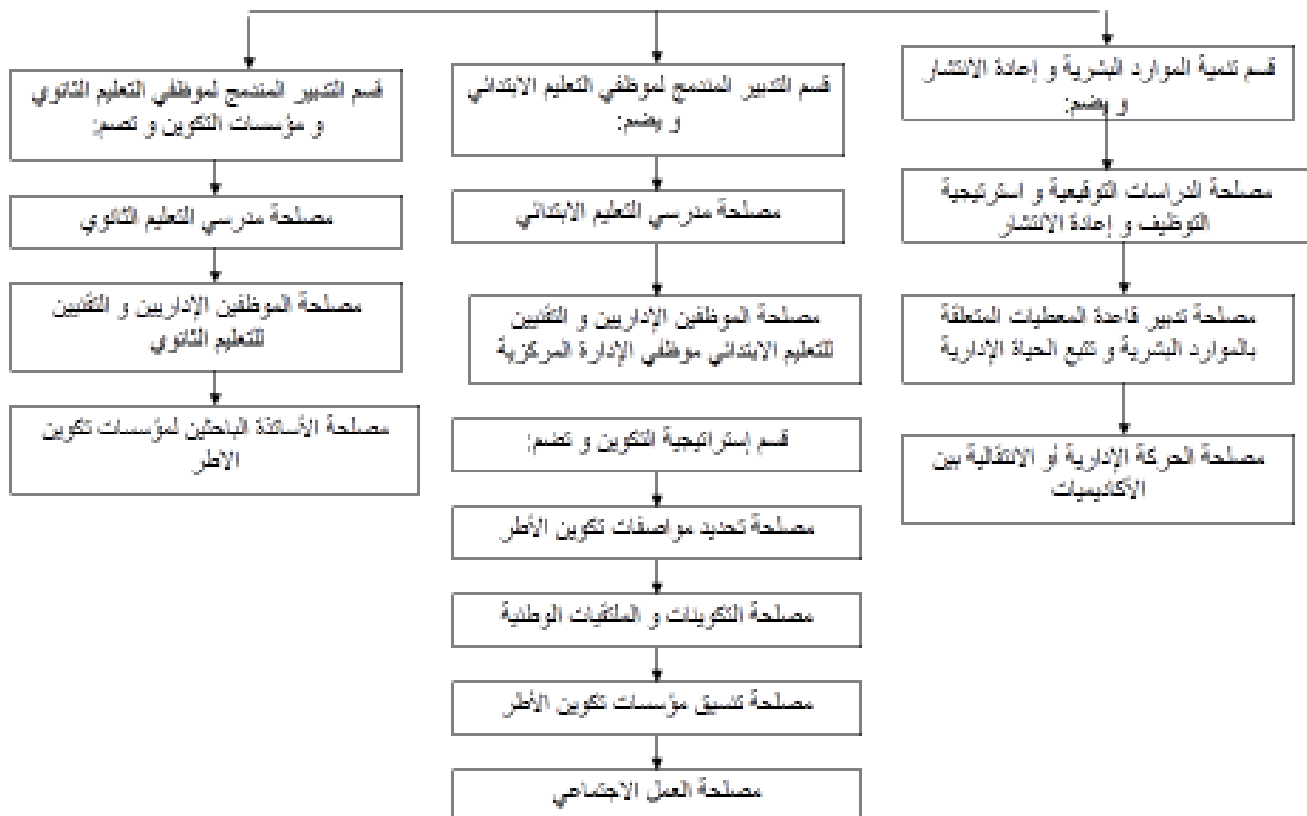 قسم تنمية الموارد البشرية و إعادة الانتشار
و يضم:
مصلحة الدراسات التوقيعية و استرتيجية
التوظيف و إعادة الانتشار
مصلحة تدبير قاعدة المعطيات المتعلقة
بالموارد البشرية و تتبع الحياة الإدارية
مصلحة الحركة الإدارية أو الانتقالية بين
الأكاديميات
قسم التدبير المندمج لموظفي التعليم الابتدائي
و يضم:
مصلحة مدرسي التعليم الابتدائي
مصلحة الموظفين الإداريين و التقنيين
للتعليم الابتدائي موظفي الإدارة المركزية
قسم إستراتيجية التكوين و تضم:
مصلحة تحديد مواصفات تكوين الأطر
مصلحة التكوينات و الملتقيات الوطنية
مصلحة تنسيق مؤسسات تكوين الأطر
مصلحة العمل الاجتماعي
قسم التدبير المندمج لموظفي التعليم الثانوي
و مؤسسات التكوين و تضم:
مصلحة مدرسي التعليم الثانوي
مصلحة الموظفين الإداريين و التقنيين
للتعليم الثانوي
مصلحة الأساتذة الباحثين لمؤسسات تكوين
الأطر